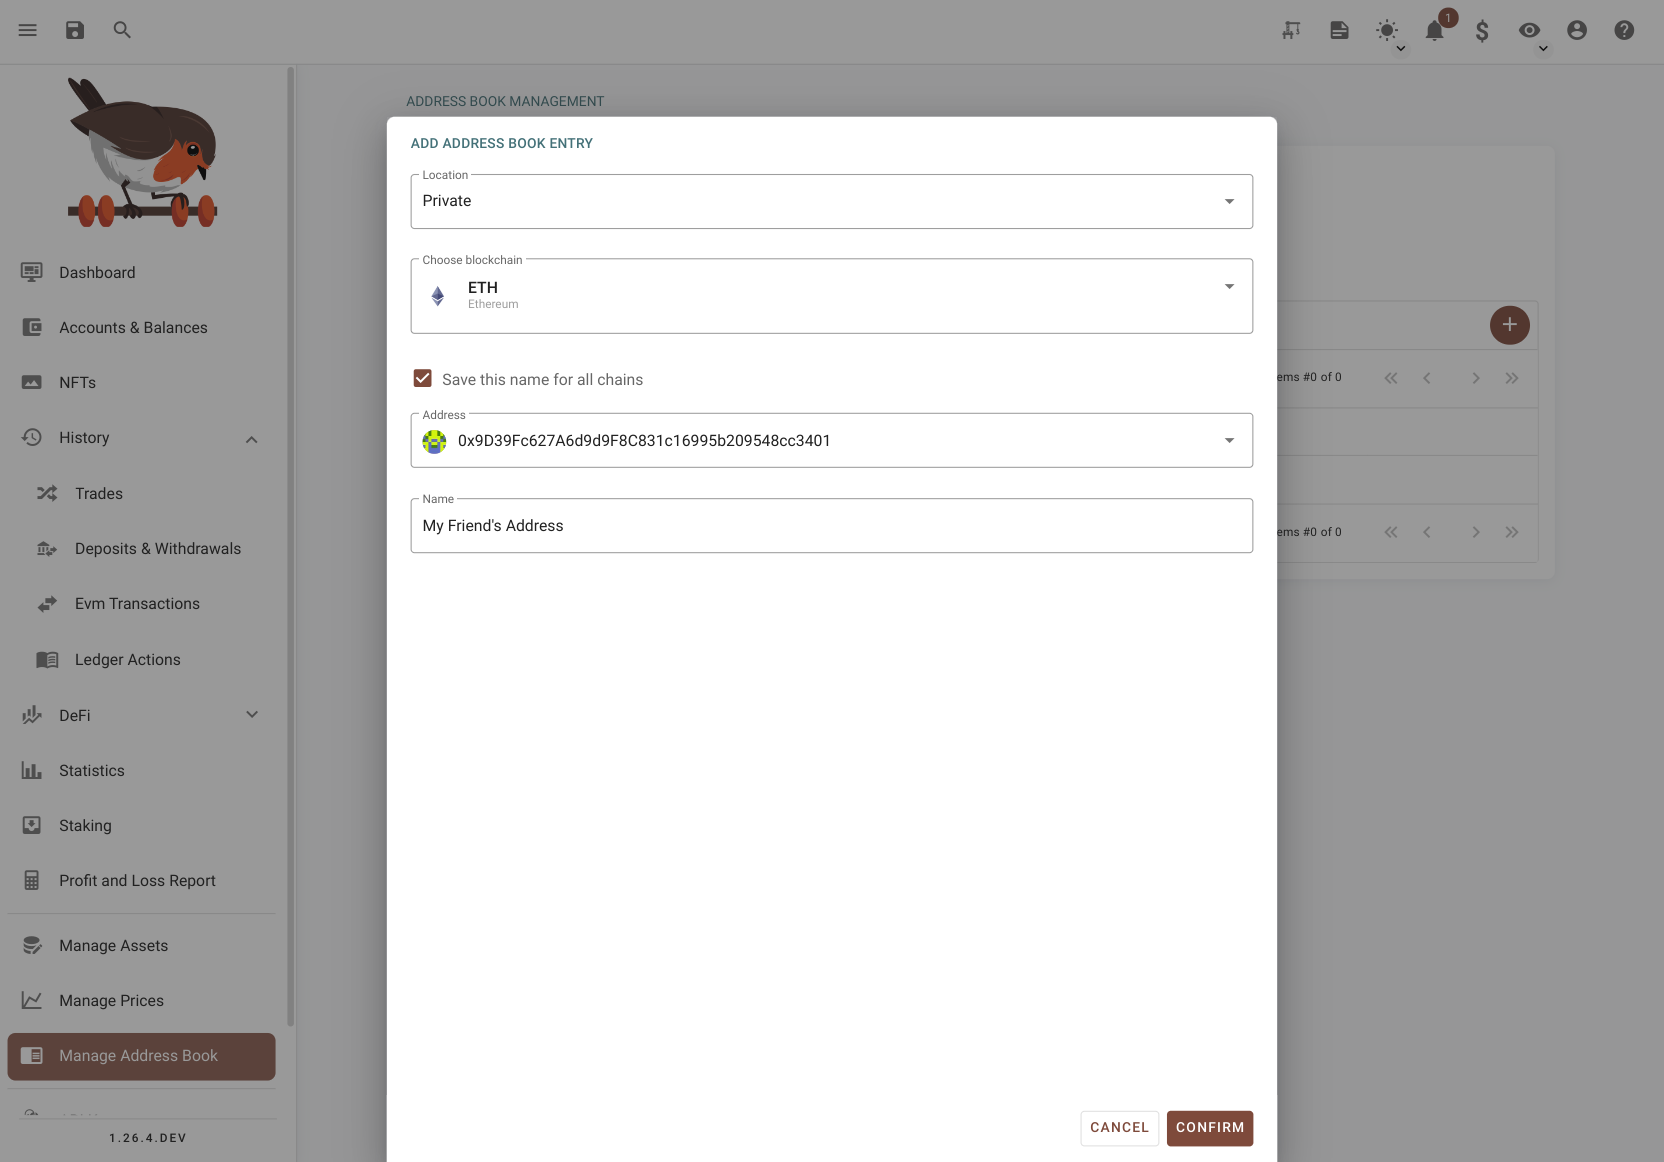 1
ADDRESS BOOK MANAGEMENT
ADD ADDRESS BOOK ENTRY
Location
Private
Choose blockchain
ETH
Ethereum
Save this name for all chains
Address
0x9D39Fc627A6d9d9F8C831c16995b209548cc3401
Name
My Friend's Address
CANCEL
CONFIRM
#0 of 0
#0 of 0
Dashboard
Accounts & Balances
NFTs
History
Trades
Deposits & Withdrawals
Evm Transactions
Ledger Actions
DeFi
Statistics
Staking
Profit and Loss Report
Manage Assets
Manage Prices
Manage Address Book
1.26.4.DEV